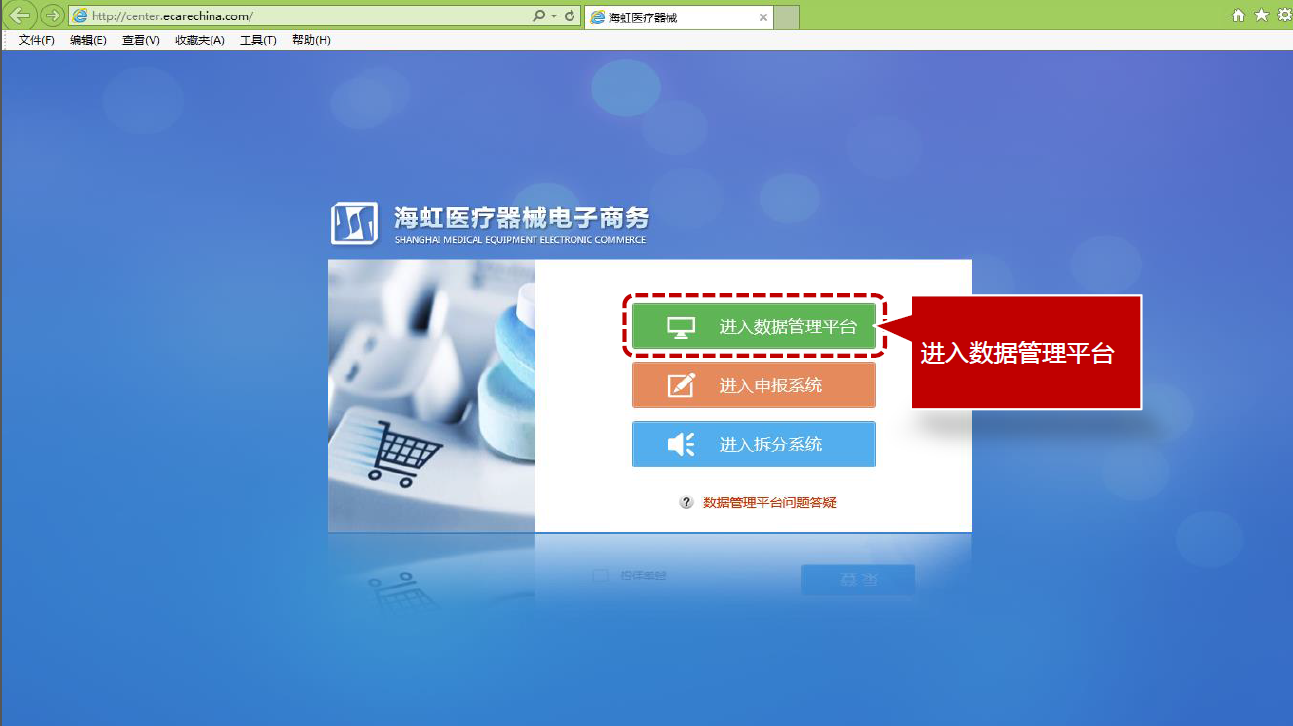 http://center.ecarechina.com/
海虹医疗器械
文件(F) 编辑(E) 查看(V) 收藏夹(A) 工具(T) 帮助(H)
海虹医疗器械电子商务
SHANGHAI MEDICAL EQUIPMENT ELECTRONIC COMMERCE
进入数据管理平台
进入数据管理平台
进入申报系统
进入拆分系统
? 数据管理平台问题答疑